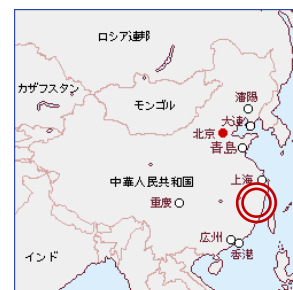 ロシア連邦
カザフスタン
モンゴル
瀋陽
大連
北京
青島
中華人民共和国
上海
重慶
広州
香港
インド